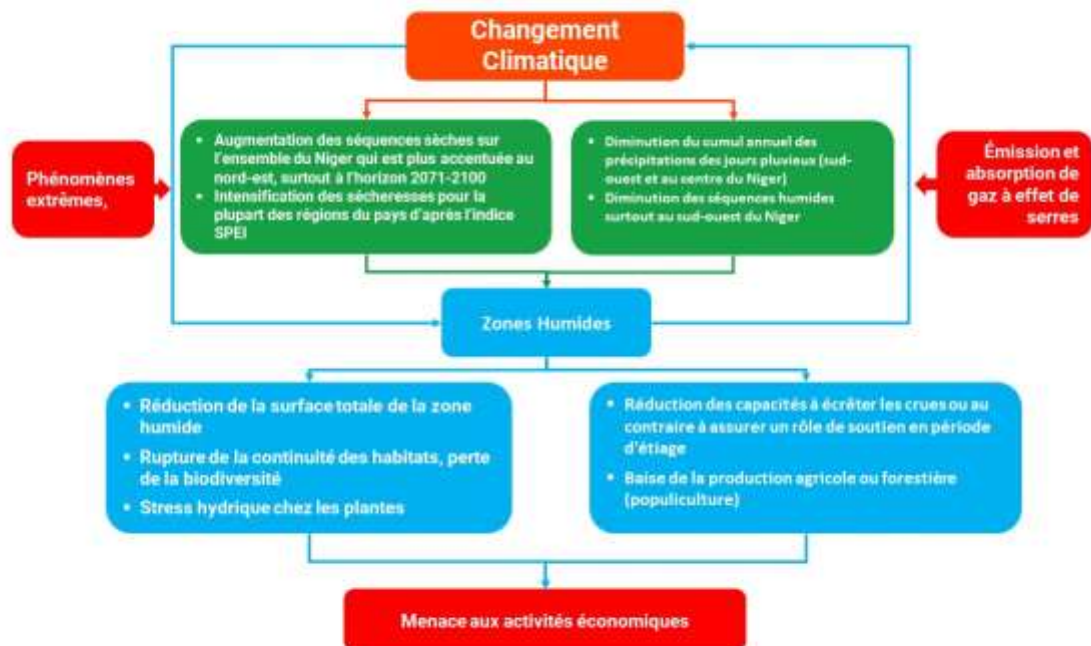 Changement
Climatique
Augmentation des séquences sèches sur
l'ensemble du Niger qui est plus accentuée au
nord-est, surtout à l'horizon 2071-2100
Intensification des sécheresses pour la
plupart des régions du pays d'après l'indice
SPEI
Diminution du cumul annuel des
précipitations des jours pluvieux (sud-
ouest et au sentre du Niger)
Diminution des séquences humides
surtout au sud-ouest du Niger
Phénomènes
extrêmes,
Émission et
absorption de
gaz à effet de
serres
Zones Humides
Réduction de la surface totale de la zone
humide
Rupture de la continuité des habitats, perte
de la biodiversité
Stress hydrique chez les plantes
Réduction des capacités à écrêter les crues ou au
contraire à assurer un rôle de soutien en période
d'étiage
Baise de la production agricole ou forestière
(populiculture)
Menace aux activités économiques